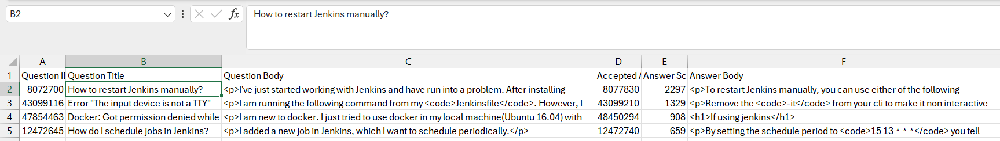 B2 fx How to restart Jenkins manually?
A B C D E F
1 Question ID Question Title Question Body Accepted A Answer Sc Answer Body
2 8072700 How to restart Jenkins manually? <p>I've just started working with Jenkins and have run into a problem. After installing 8077830 2297 <p>To restart Jenkins manually, you can use either of the following
3 43099116 Error "The input device is not a TTY" <p>I am running the following command from my <code>Jenkinsfile</code>. However, I 43099210 1329 <p>Remove the <code>-it</code> from your cli to make it non interactive
4 47854463 Docker: Got permission denied while <p>I am new to docker. I just tried to use docker in my local machine(Ubuntu 16.04) with 48450294 908 <h1>If using jenkins</h1>
5 12472645 How do I schedule jobs in Jenkins? <p>I added a new job in Jenkins, which I want to schedule periodically.</p> 12472740 659 <p>By setting the schedule period to <code>15 13 * * *</code> you tell